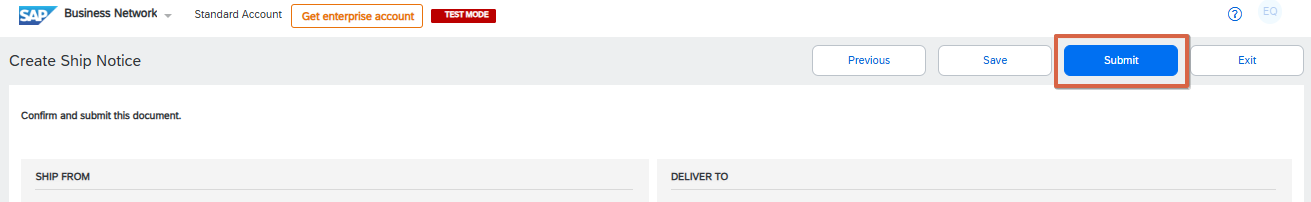 SAP Business Network Standard Account Get enterprise account TEST MODE ? EQ
Create Ship Notice Previous Save Submit Exit
Confirm and submit this document.
SHIP FROM DELIVER TO